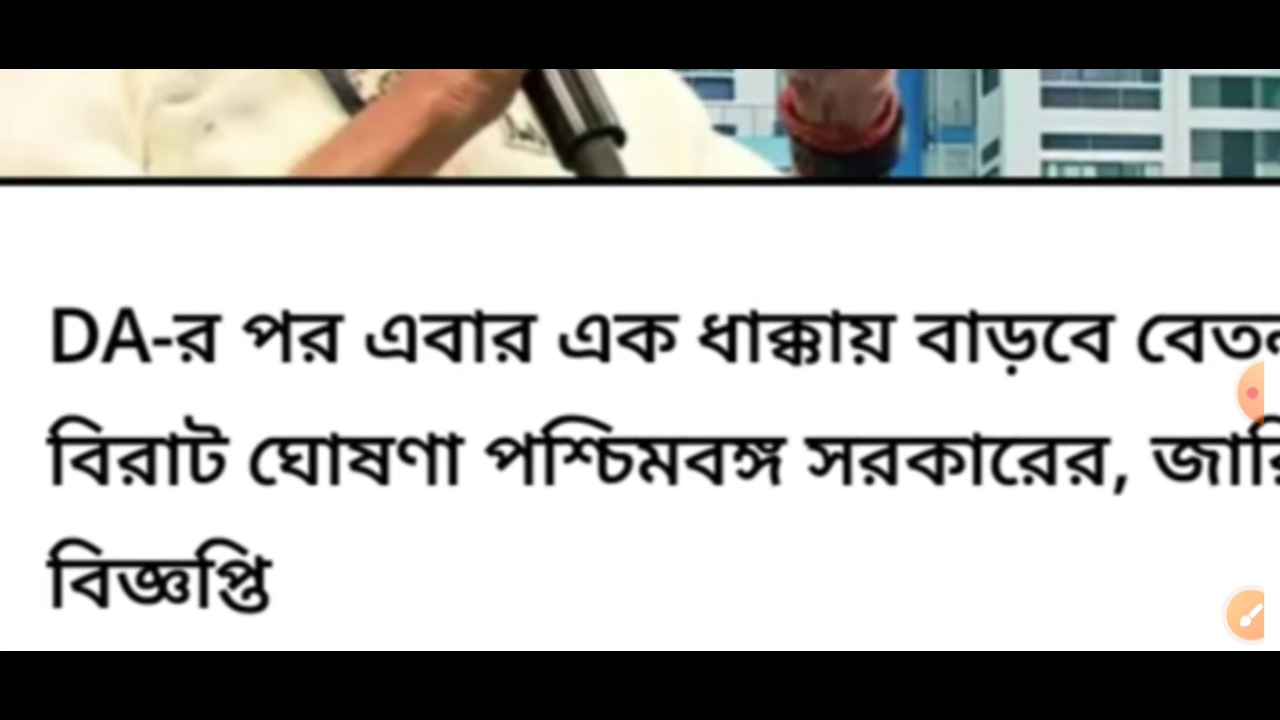 DA-র পর এবার এক ধাক্কায় বাড়বে
বিরাট ঘোষণা পশ্চিমবঙ্গ সরকারের,
বিজ্ঞপ্তি